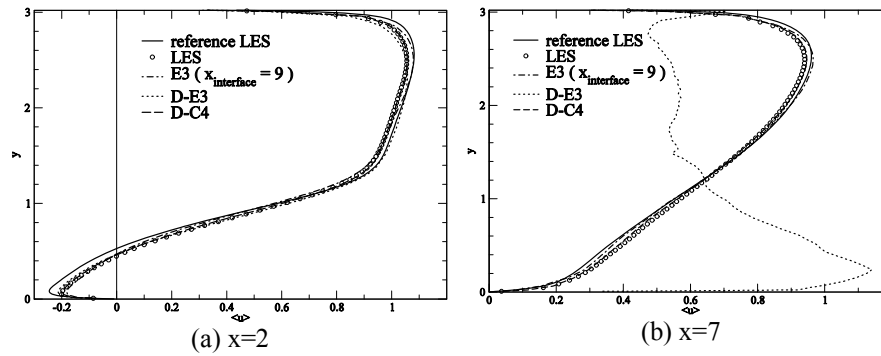 3
2
1
0
y
reference LES
LES
E3 ( x_interface = 9)
D-E3
D-C4
-0.2
0
0.2
0.4
0.6
0.8
1
<u>
(a) x=2
3
2
1
0
y
reference LES
LES
E3 ( x_interface = 9)
D-E3
D-C4
0
0.2
0.4
0.6
0.8
1
<u>
(b) x=7